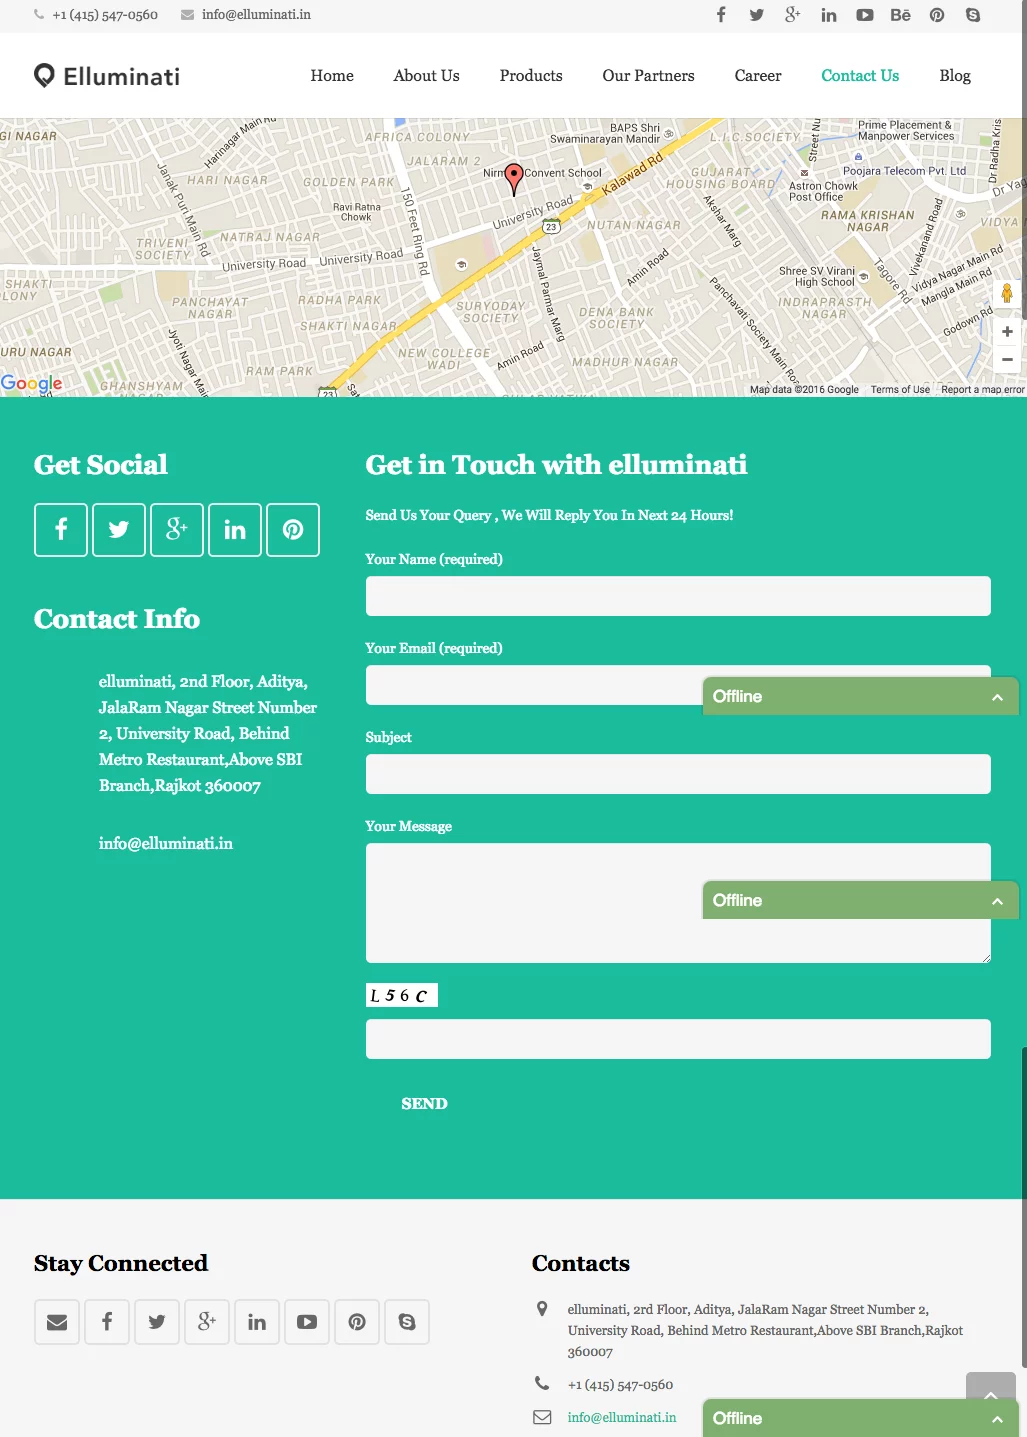 +1 (415) 547-0560 info@elluminati.in
Elluminati
Home About Us Products Our Partners Career Contact Us Blog
GI NAGAR
Harinagar Main Rd
AFRICA COLONY
BAPS Shri
Swaminarayan Mandir
L.I.C SOCIETY
Street Nu
Prime Placement &
Manpower Services
Dr Radha Kris
JALARAM 2
Janak Puri Main Rd
HARI NAGAR
GOLDEN PARK
Convent School
Kalawad Rd
GUJARAT
HOUSING BOARD
Poojara Telecom Pvt. Ltd
Astron Chowk
Post Office
Dr Yag
150 Feet Ring Rd
Ravi Ratna
Chowk
University Road
23
Akshar Marg
RAMA KRISHAN
NAGAR
Vivekanand Road
VIDYA
TRIVENI
SOCIETY
NATRAJ NAGAR
NUTAN NAGAR
University Road
University Road
Jaymal Parmar Marg
Amin Road
Shree SV Virani
High School
Tagore Rd
Vidya Nagar Main Rd
Mangla Main Rd
SHAKTI
LONY
PANCHAYAT
NAGAR
RADHA PARK
SURYODAY
SOCIETY
DENA BANK
SOCIETY
Panchavati Society Main Road
INDRAPRASTH
NAGAR
Godown Rd
SHAKTI NAGAR
Jyoti Nagar Main
URU NAGAR
NEW COLLEGE
WADI
Amin Road
MADHUR NAGAR
RAM PARK
Google
GHANSHYAM
NAGAR
23
Map data ©2016 Google Terms of Use Report a map error
Get Social
Get in Touch with elluminati
Send Us Your Query , We Will Reply You In Next 24 Hours!
Your Name (required)
Contact Info
Your Email (required)
elluminati, 2nd Floor, Aditya,
JalaRam Nagar Street Number
2, University Road, Behind
Metro Restaurant,Above SBI
Branch,Rajkot 360007
info@elluminati.in
Offline
Subject
Your Message
Offline
L 5 6 C
SEND
Stay Connected
Contacts
elluminati, 2rd Floor, Aditya, JalaRam Nagar Street Number 2,
University Road, Behind Metro Restaurant,Above SBI Branch,Rajkot
360007
+1 (415) 547-0560
info@elluminati.in
Offline